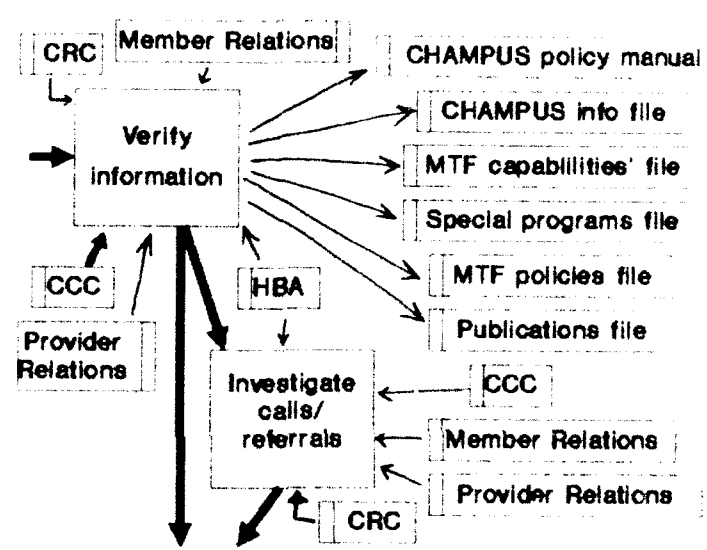 CRC
Member Relations
CHAMPUS policy manual
CHAMPUS info file
Verify
information
MTF capablilities' file
Special programs file
CCC
HBA
MTF policies file
Provider
Relations
Publications file
Investigate
calls/
referrals
CCC
Member Relations
Provider Relations
CRC